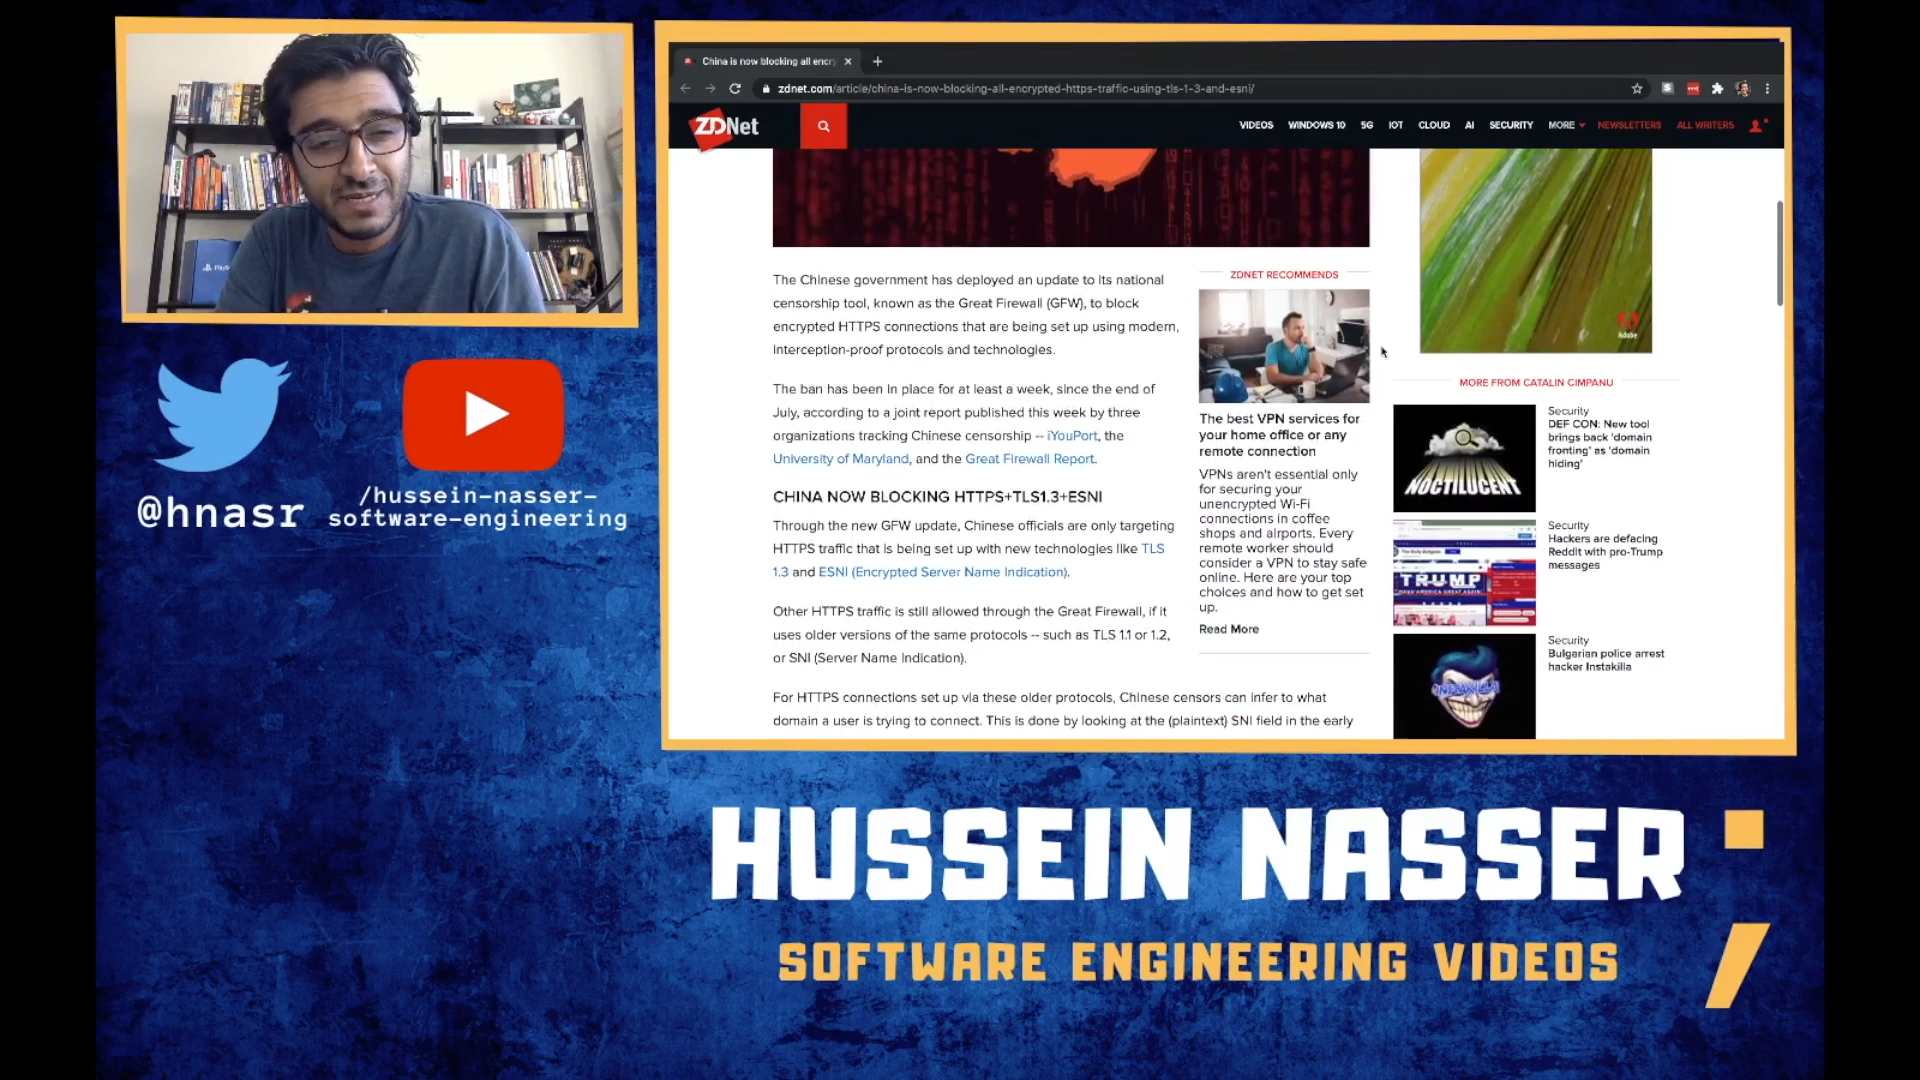 @hnasr
/hussein-nasser-
software-engineering
China is now blocking all encry
zdnet.com/article/china-is-now-blocking-all-encrypted-https-traffic-using-tls-1-3-and-esni/
ZDNet
VIDEOS WINDOWS 10 5G IOT CLOUD AI SECURITY MORE NEWSLETTERS ALL WRITERS
The Chinese government has deployed an update to its national
censorship tool, known as the Great Firewall (GFW), to block
encrypted HTTPS connections that are being set up using modern,
interception-proof protocols and technologies.
The ban has been in place for at least a week, since the end of
July, according to a joint report published this week by three
organizations tracking Chinese censorship -- iYouPort, the
University of Maryland, and the Great Firewall Report.
CHINA NOW BLOCKING HTTPS+TLS1.3+ESNI
Through the new GFW update, Chinese officials are only targeting
HTTPS traffic that is being set up with new technologies like TLS
1.3 and ESNI (Encrypted Server Name Indication).
Other HTTPS traffic is still allowed through the Great Firewall, if it
uses older versions of the same protocols -- such as TLS 1.1 or 1.2,
or SNI (Server Name Indication).
For HTTPS connections set up via these older protocols, Chinese censors can infer to what
domain a user is trying to connect. This is done by looking at the (plaintext) SNI field in the early
ZDNET RECOMMENDS
The best VPN services for
your home office or any
remote connection
VPNs aren't essential only
for securing your
unencrypted Wi-Fi
connections in coffee
shops and airports. Every
remote worker should
consider a VPN to stay safe
online. Here are your top
choices and how to get set
up.
Read More
Adobe
MORE FROM CATALIN CIMPANU
NOCTILUCENT
Security
DEF CON: New tool
brings back 'domain
fronting' as 'domain
hiding'
TRUMP
Security
Hackers are defacing
Reddit with pro-Trump
messages
INSTAKILLA
Security
Bulgarian police arrest
hacker Instakilla
HUSSEIN NASSER ;
SOFTWARE ENGINEERING VIDEOS